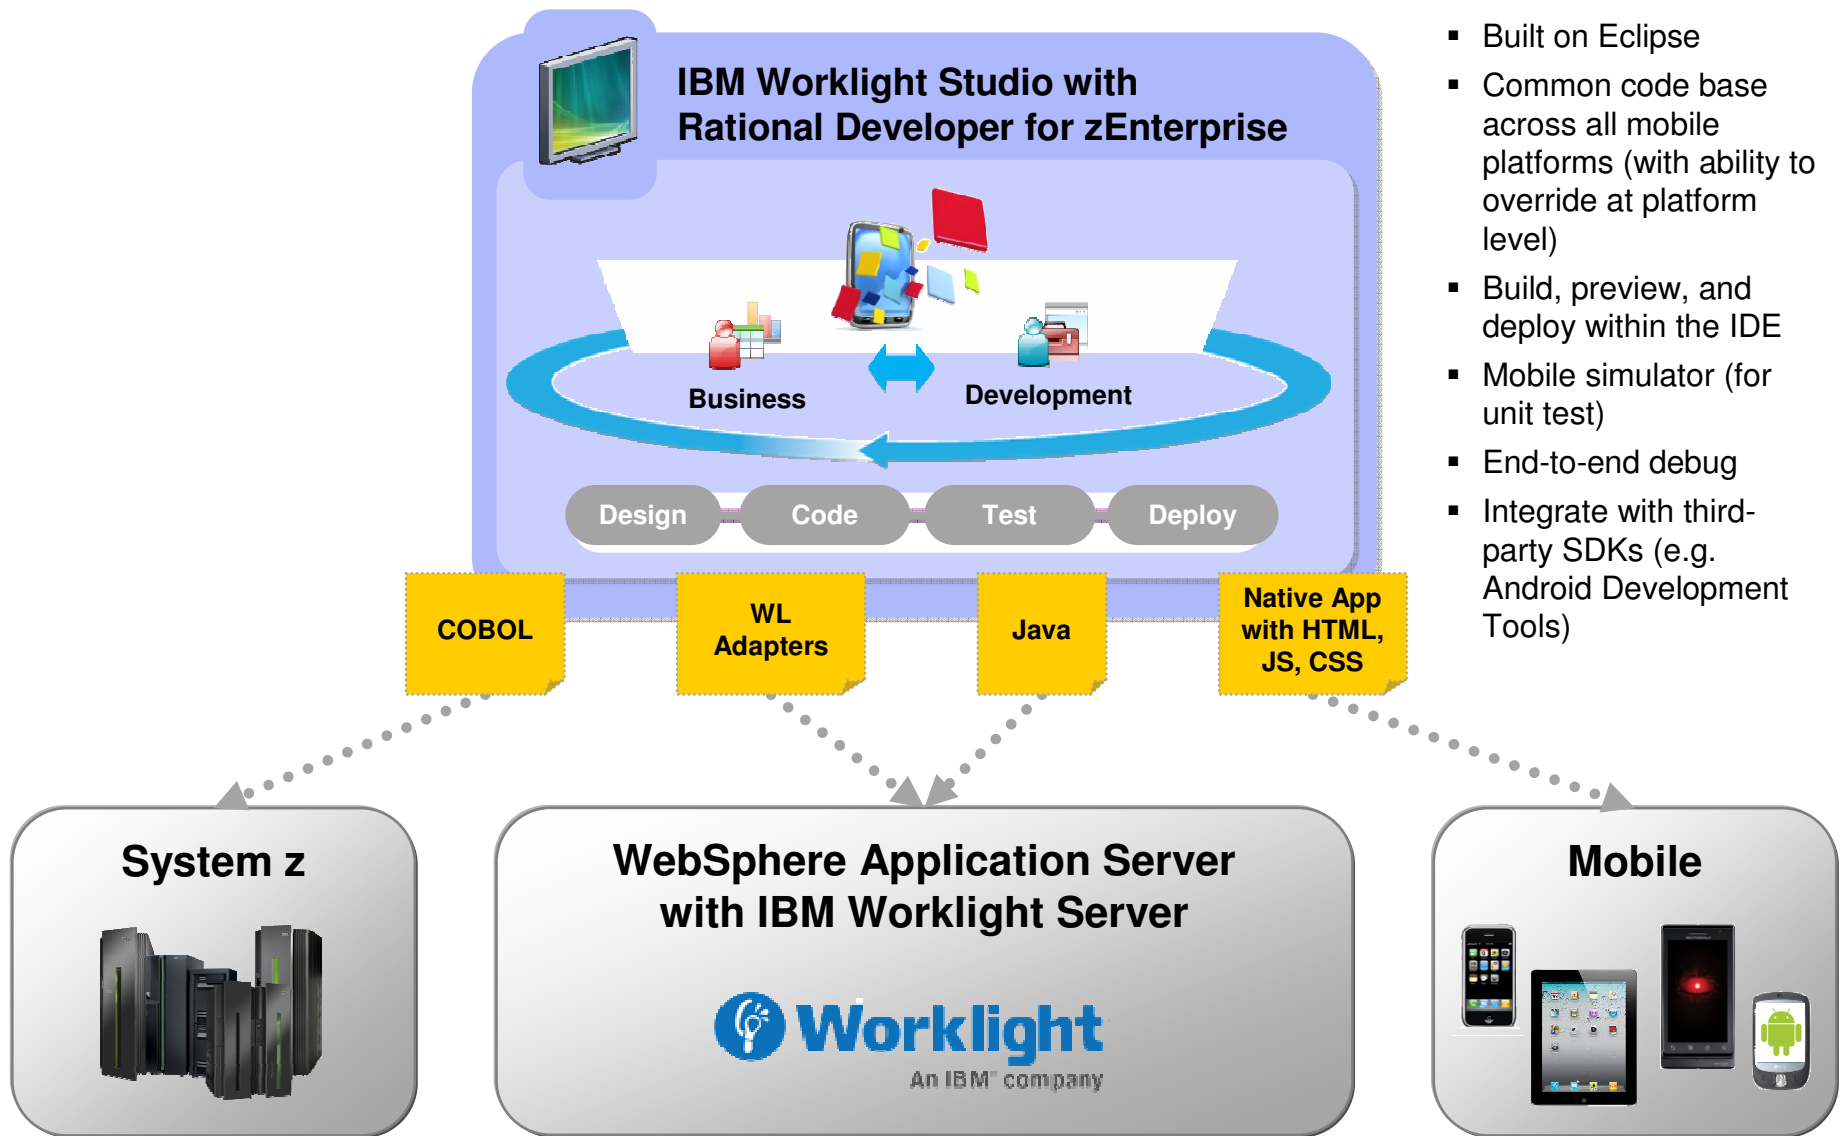 IBM Worklight Studio with
Rational Developer for zEnterprise
Business
Development
Design
Code
Test
Deploy
COBOL
WL
Adapters
Java
Native App
with HTML,
JS, CSS
▪ Built on Eclipse
▪ Common code base
across all mobile
platforms (with ability to
override at platform
level)
▪ Build, preview, and
deploy within the IDE
▪ Mobile simulator (for
unit test)
▪ End-to-end debug
▪ Integrate with third-
party SDKs (e.g.
Android Development
Tools)
System z
WebSphere Application Server
with IBM Worklight Server
Worklight
An IBM® company
Mobile